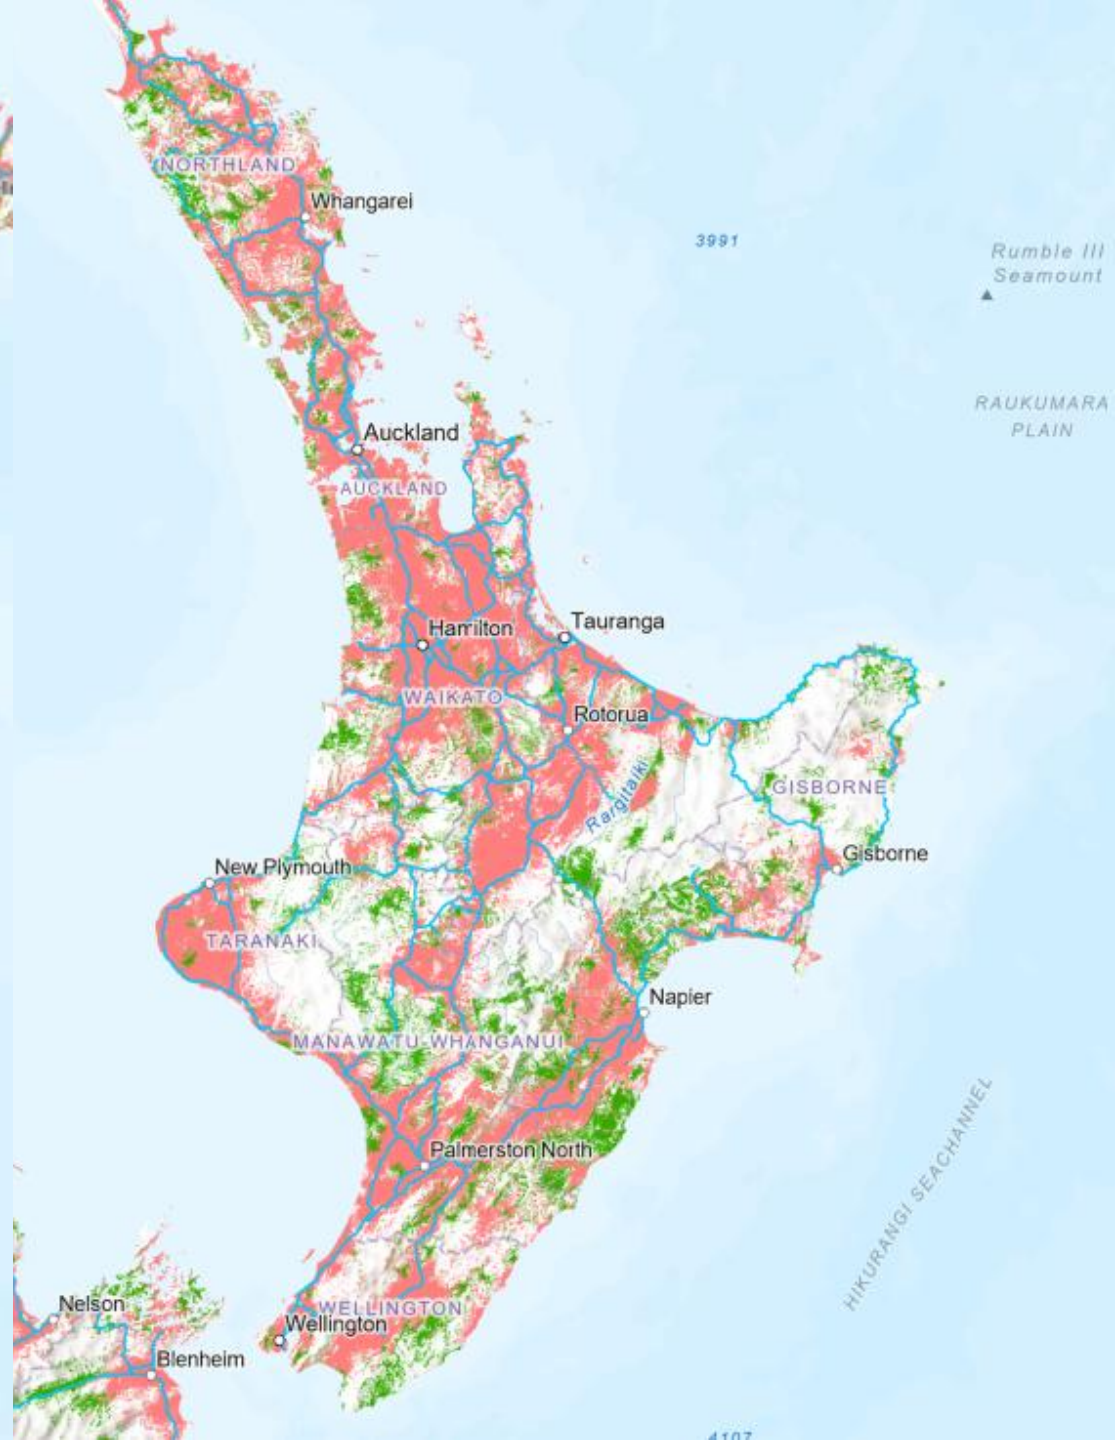 NORTHLAND
Whangarei
3991
Rumble III
Seamount
RAUKUMARA
PLAIN
Auckland
AUCKLAND
Tauranga
Hamilton
WAIKATO
Rotorua
Rangitaiki
GISBORNE
Gisborne
New Plymouth
TARANAKI
Napier
MANAWATU-WHANGANUI
HIKURANGI SEACHANNEL
Palmerston North
Nelson
WELLINGTON
Wellington
Blenheim
4107